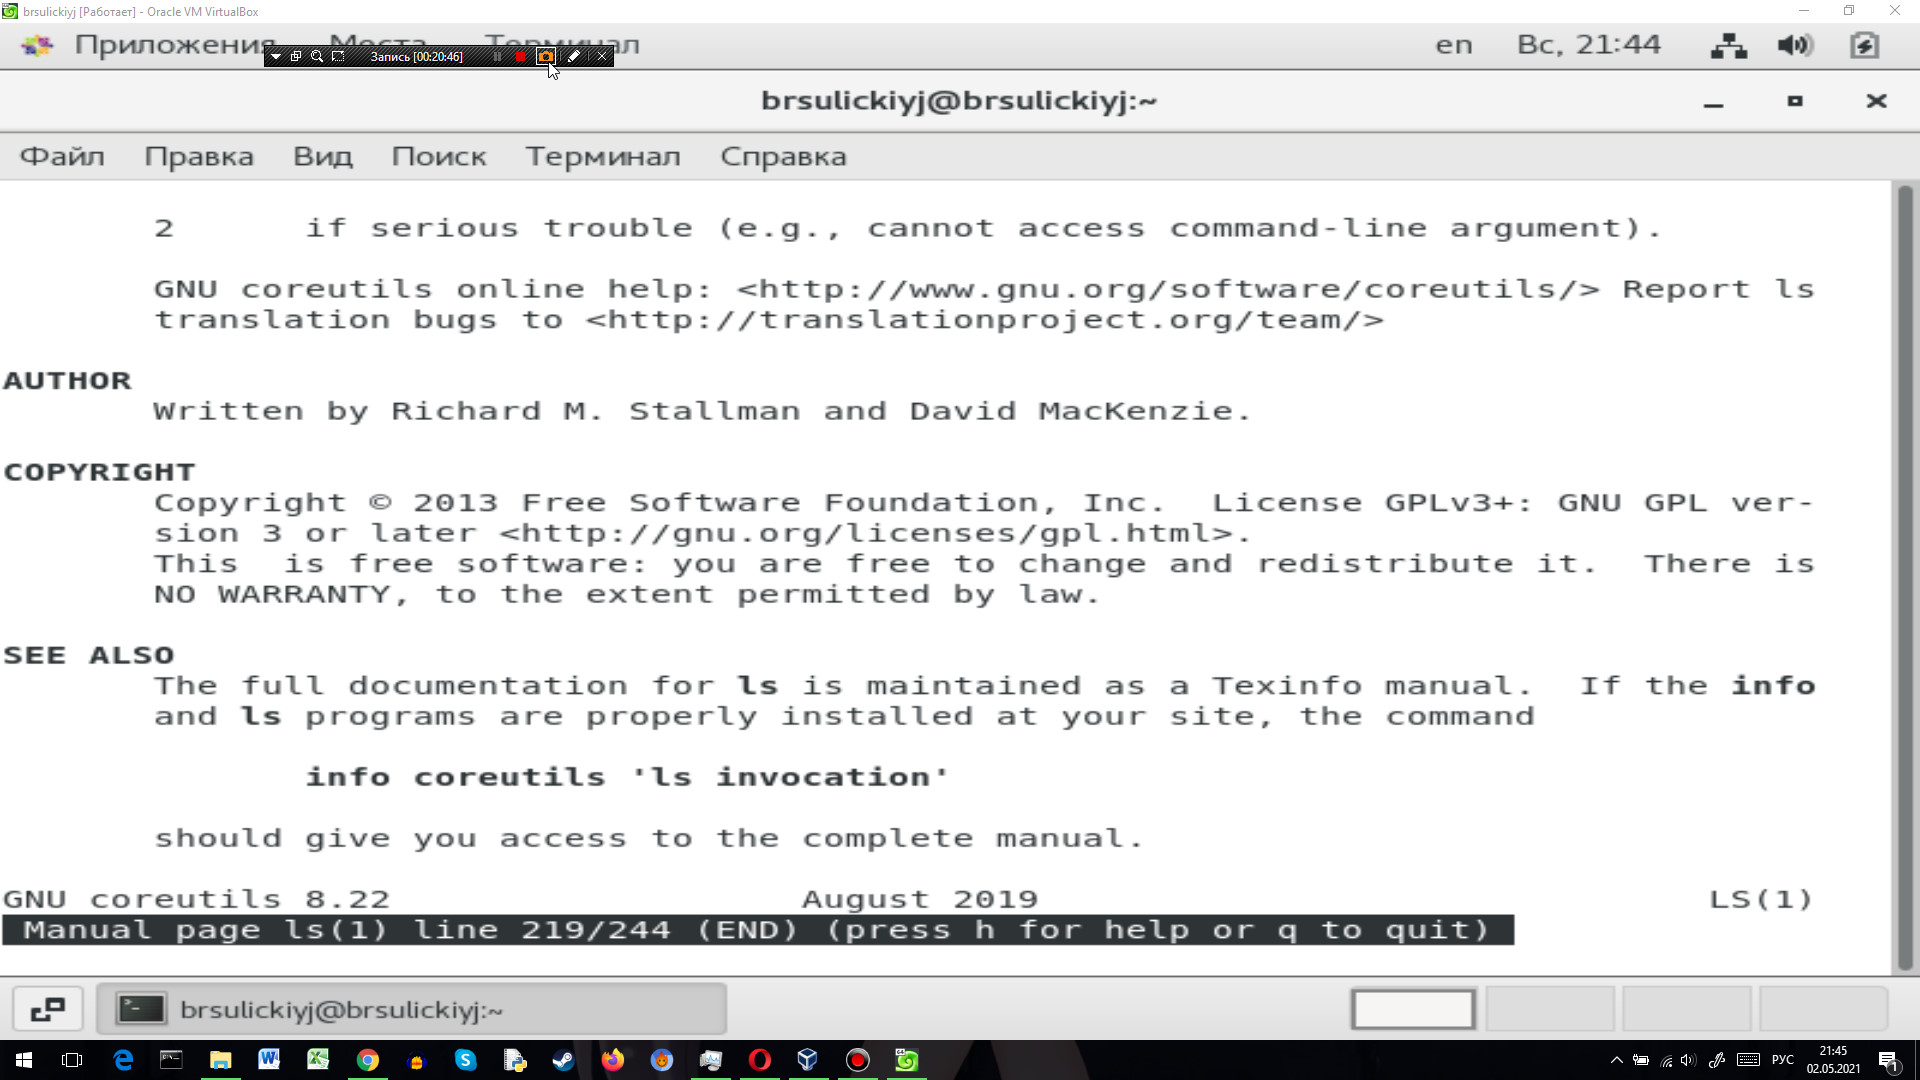 brsulickiyj [Работает] - Oracle VM VirtualBox
Приложения Места Терминал en Вс, 21:44
Запись [00:20:46]
brsulickiyj@brsulickiyj:~
Файл Правка Вид Поиск Терминал Справка
2 if serious trouble (e.g., cannot access command-line argument).
GNU coreutils online help: <http://www.gnu.org/software/coreutils/> Report ls
translation bugs to <http://translationproject.org/team/>
AUTHOR
Written by Richard M. Stallman and David MacKenzie.
COPYRIGHT
Copyright © 2013 Free Software Foundation, Inc. License GPLv3+: GNU GPL ver-
sion 3 or later <http://gnu.org/licenses/gpl.html>.
This is free software: you are free to change and redistribute it. There is
NO WARRANTY, to the extent permitted by law.
SEE ALSO
The full documentation for ls is maintained as a Texinfo manual. If the info
and ls programs are properly installed at your site, the command
info coreutils 'ls invocation'
should give you access to the complete manual.
GNU coreutils 8.22 August 2019 LS(1)
Manual page ls(1) line 219/244 (END) (press h for help or q to quit)
brsulickiyj@brsulickiyj:~
РУС
21:45
02.05.2021
1